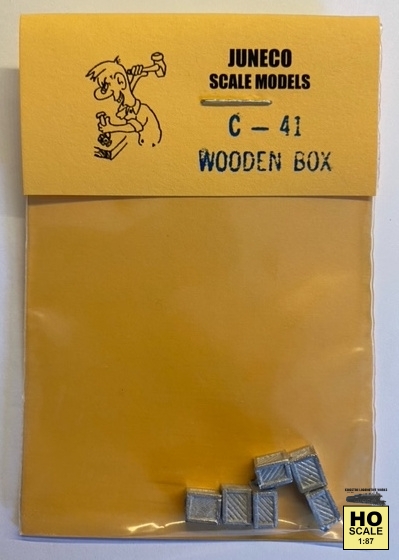 JUNECO
SCALE MODELS
C - 41
WOODEN BOX
HO
SCALE
1:87